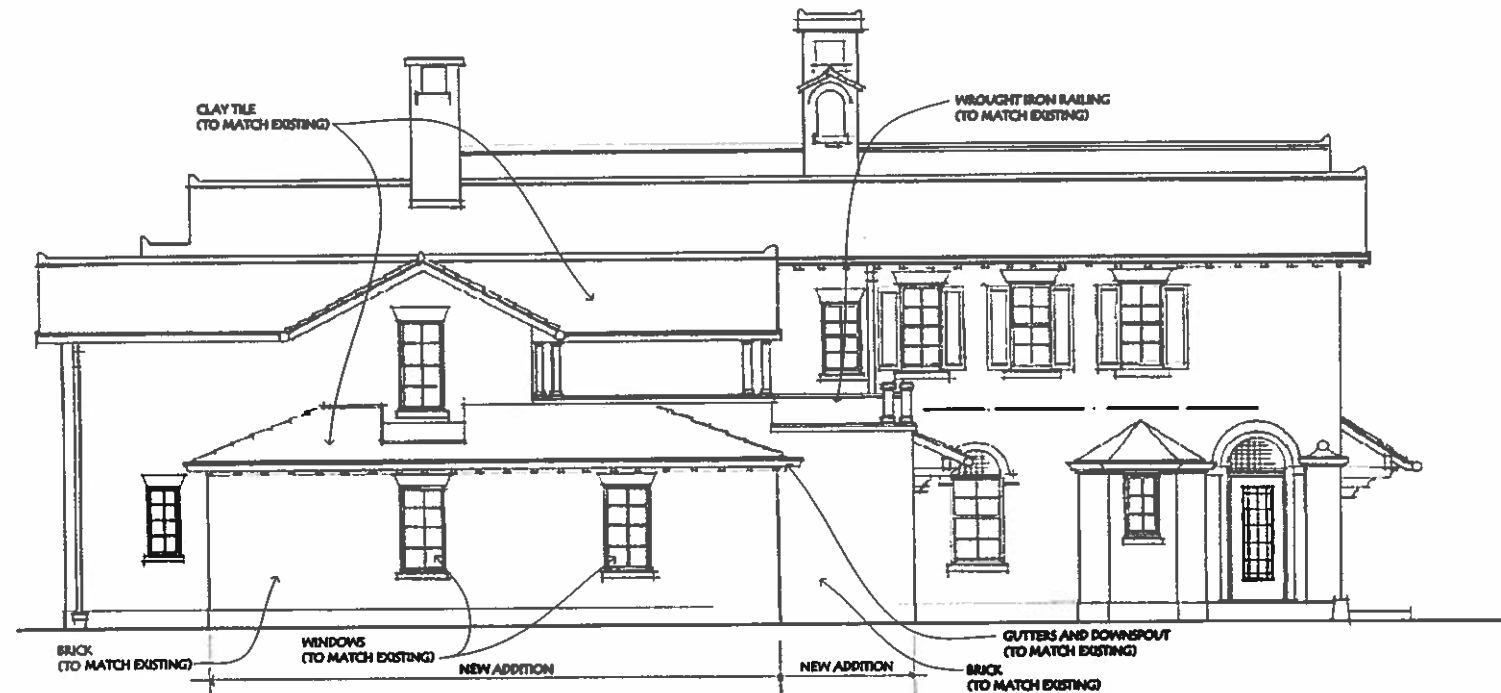 CLAY TILE
(TO MATCH EXISTING)
WROUGHT IRON RAILING
(TO MATCH EXISTING)
BRICK
(TO MATCH EXISTING)
WINDOWS
(TO MATCH EXISTING)
NEW ADDITION
NEW ADDITION
GUTTERS AND DOWNSPOUT
(TO MATCH EXISTING)
BRICK
(TO MATCH EXISTING)